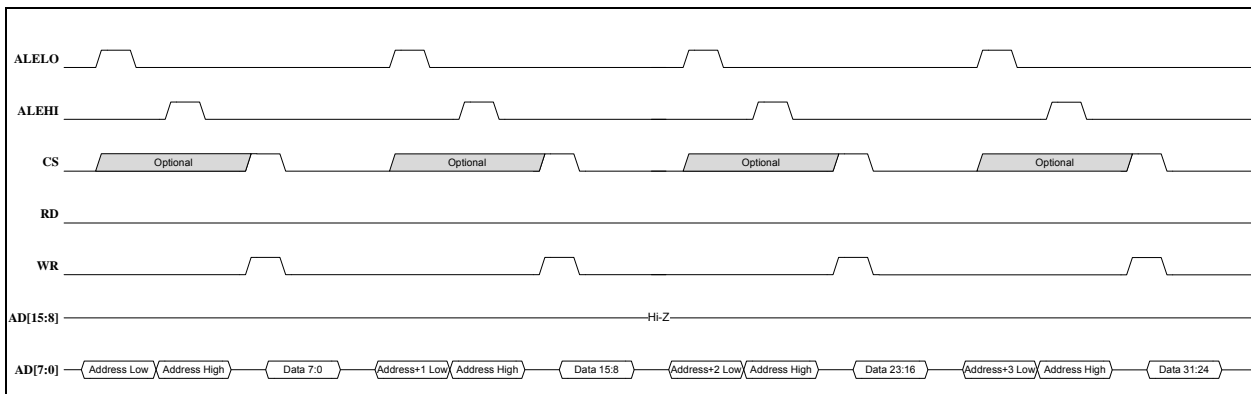 ALELO
ALEHI
CS Optional Optional Optional Optional
RD
WR
AD[15:8] Hi-Z
AD[7:0] Address Low Address High Data 7:0 Address+1 Low Address High Data 15:8 Address+2 Low Address High Data 23:16 Address+3 Low Address High Data 31:24